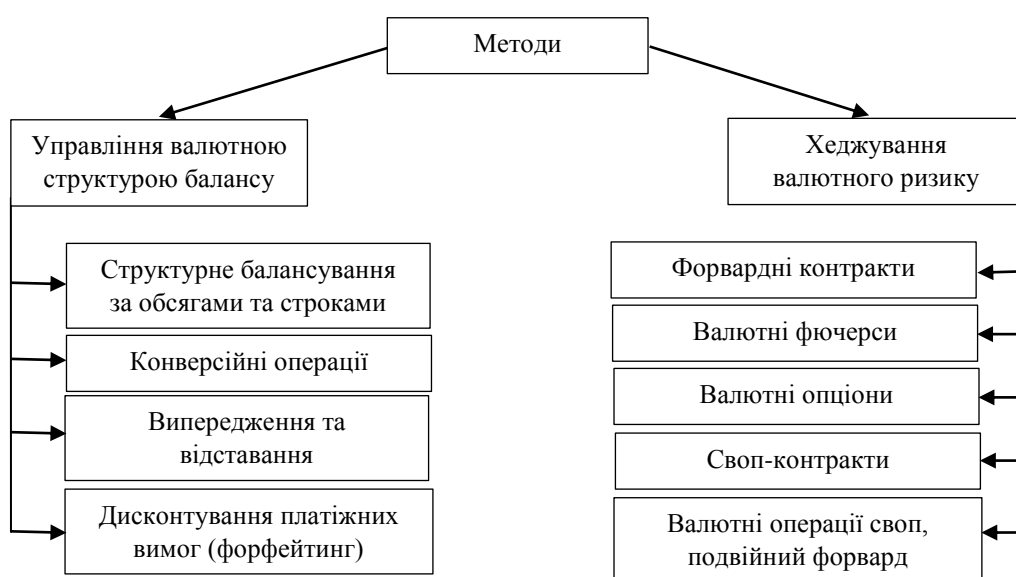 Методи
Управління валютною
структурою балансу
Структурне балансування
за обсягами та строками
Конверсійні операції
Випередження та
відставання
Дисконтування платіжних
вимог (форфейтинг)
Хеджування
валютного ризику
Форвардні контракти
Валютні фючерси
Валютні опціони
Своп-контракти
Валютні операції своп,
подвійний форвард